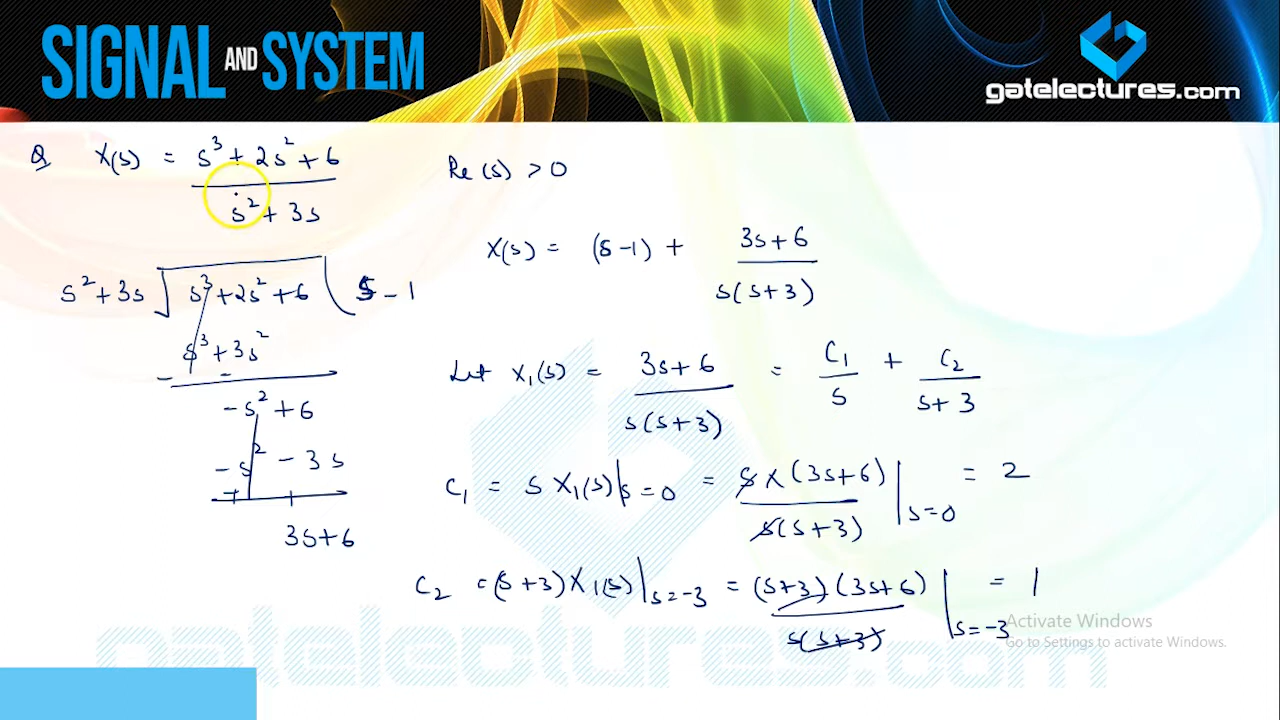 SIGNAL AND SYSTEM
gatelectures.com
Q X(s) = s³ + 2s² + 6 / s² + 3s Re(s) > 0
s² + 3s ) s³ + 2s² + 6 ( s - 1
s³ + 3s²
- -
-s² + 6
-s² - 3s
+ +
3s + 6
X(s) = (s-1) + 3s + 6 / s(s+3)
Let X₁(s) = 3s + 6 / s(s+3) = C₁ / s + C₂ / s + 3
C₁ = s X₁(s)|s=0 = s × (3s+6) / s(s+3) |s=0 = 2
C₂ = (s+3) X₁(s)|s=-3 = (s+3)(3s+6) / s(s+3) |s=-3 = 1
Activate Windows
Go to Settings to activate Windows.
gatelectures.com